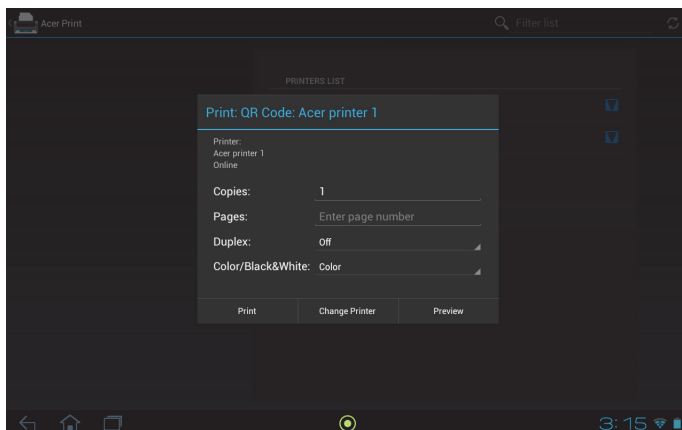 Acer Print
Filter list
PRINTERS LIST
Print: QR Code: Acer printer 1
Printer:
Acer printer 1
Online
Copies: 1
Pages: Enter page number
Duplex: Off
Color/Black&White: Color
Print Change Printer Preview
3:15